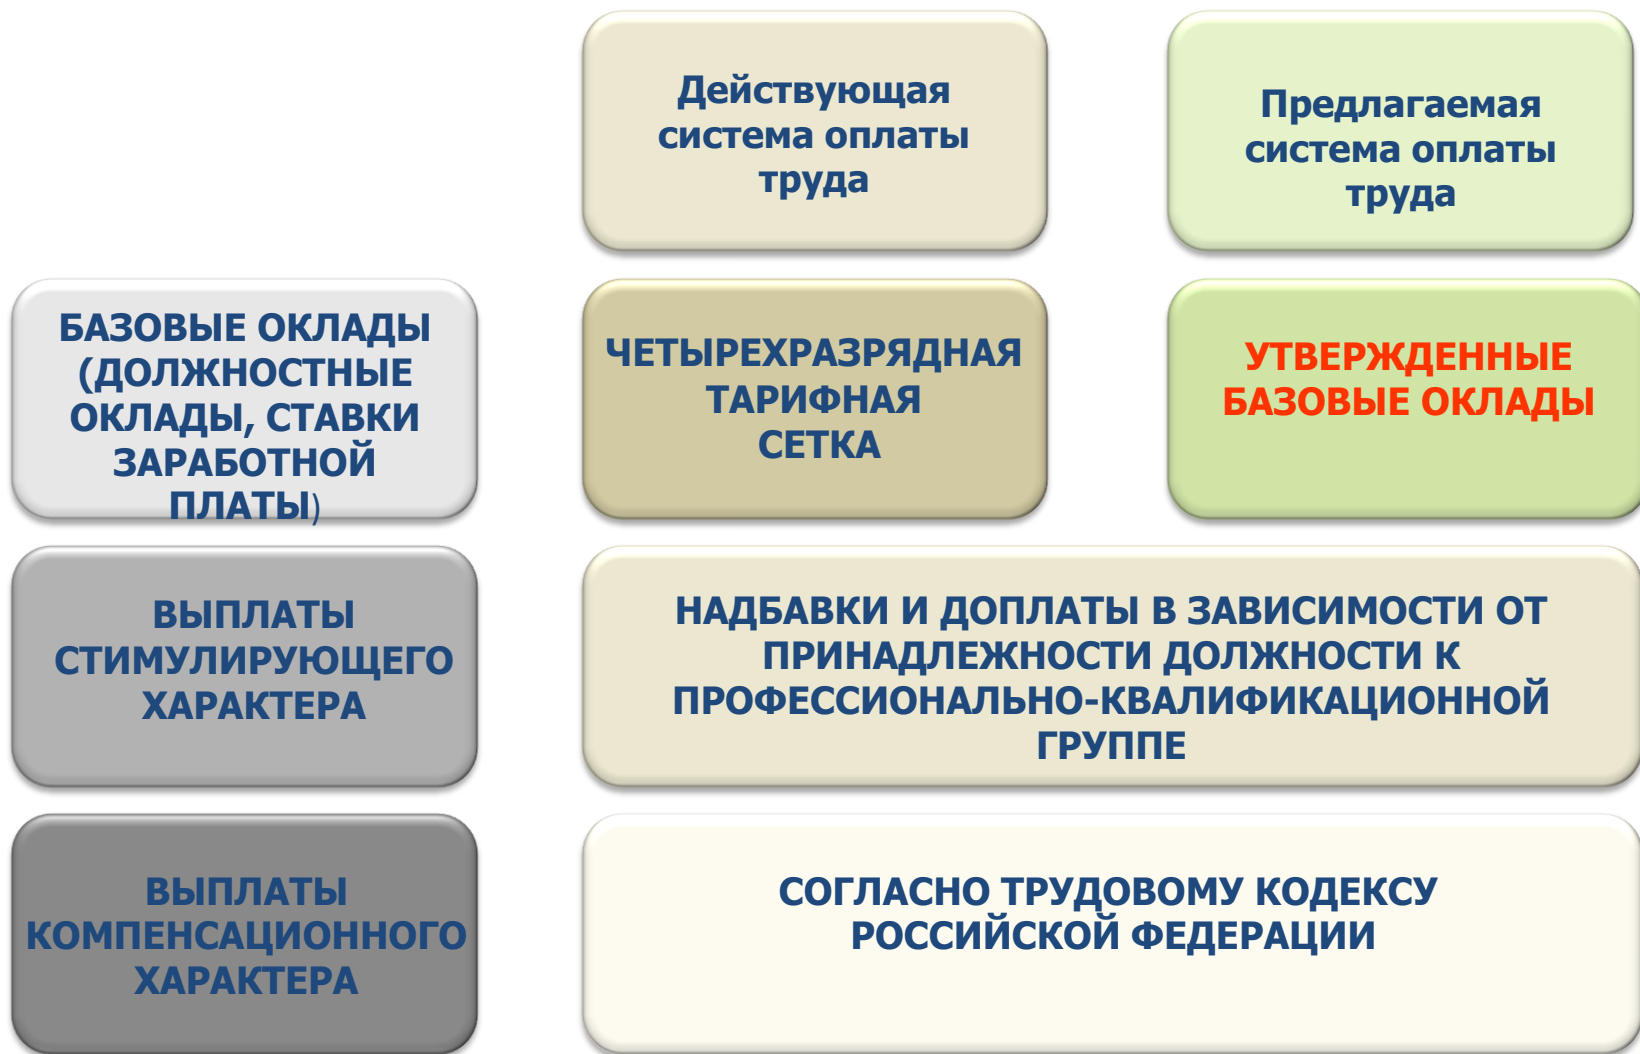 Действующая
система оплаты
труда
Предлагаемая
система оплаты
труда
БАЗОВЫЕ ОКЛАДЫ
(ДОЛЖНОСТНЫЕ
ОКЛАДЫ, СТАВКИ
ЗАРАБОТНОЙ
ПЛАТЫ)
ЧЕТЫРЕХРАЗРЯДНАЯ
ТАРИФНАЯ
СЕТКА
УТВЕРЖДЕННЫЕ
БАЗОВЫЕ ОКЛАДЫ
ВЫПЛАТЫ
СТИМУЛИРУЮЩЕГО
ХАРАКТЕРА
НАДБАВКИ И ДОПЛАТЫ В ЗАВИСИМОСТИ ОТ
ПРИНАДЛЕЖНОСТИ ДОЛЖНОСТИ К
ПРОФЕССИОНАЛЬНО-КВАЛИФИКАЦИОННОЙ
ГРУППЕ
ВЫПЛАТЫ
КОМПЕНСАЦИОННОГО
ХАРАКТЕРА
СОГЛАСНО ТРУДОВОМУ КОДЕКСУ
РОССИЙСКОЙ ФЕДЕРАЦИИ